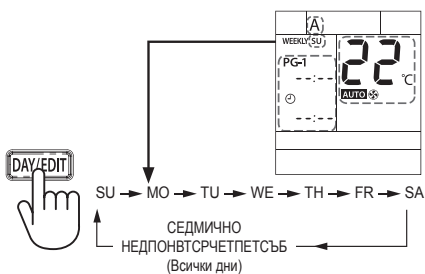 A
WEEKLY SU
PG-1
--:--
--:--
22 °C
AUTO
DAY/EDIT
SU → MO → TU → WE → TH → FR → SA
СЕДМИЧНО
НЕДПОНВТСРЧЕТПЕТСЪБ
(Всички дни)